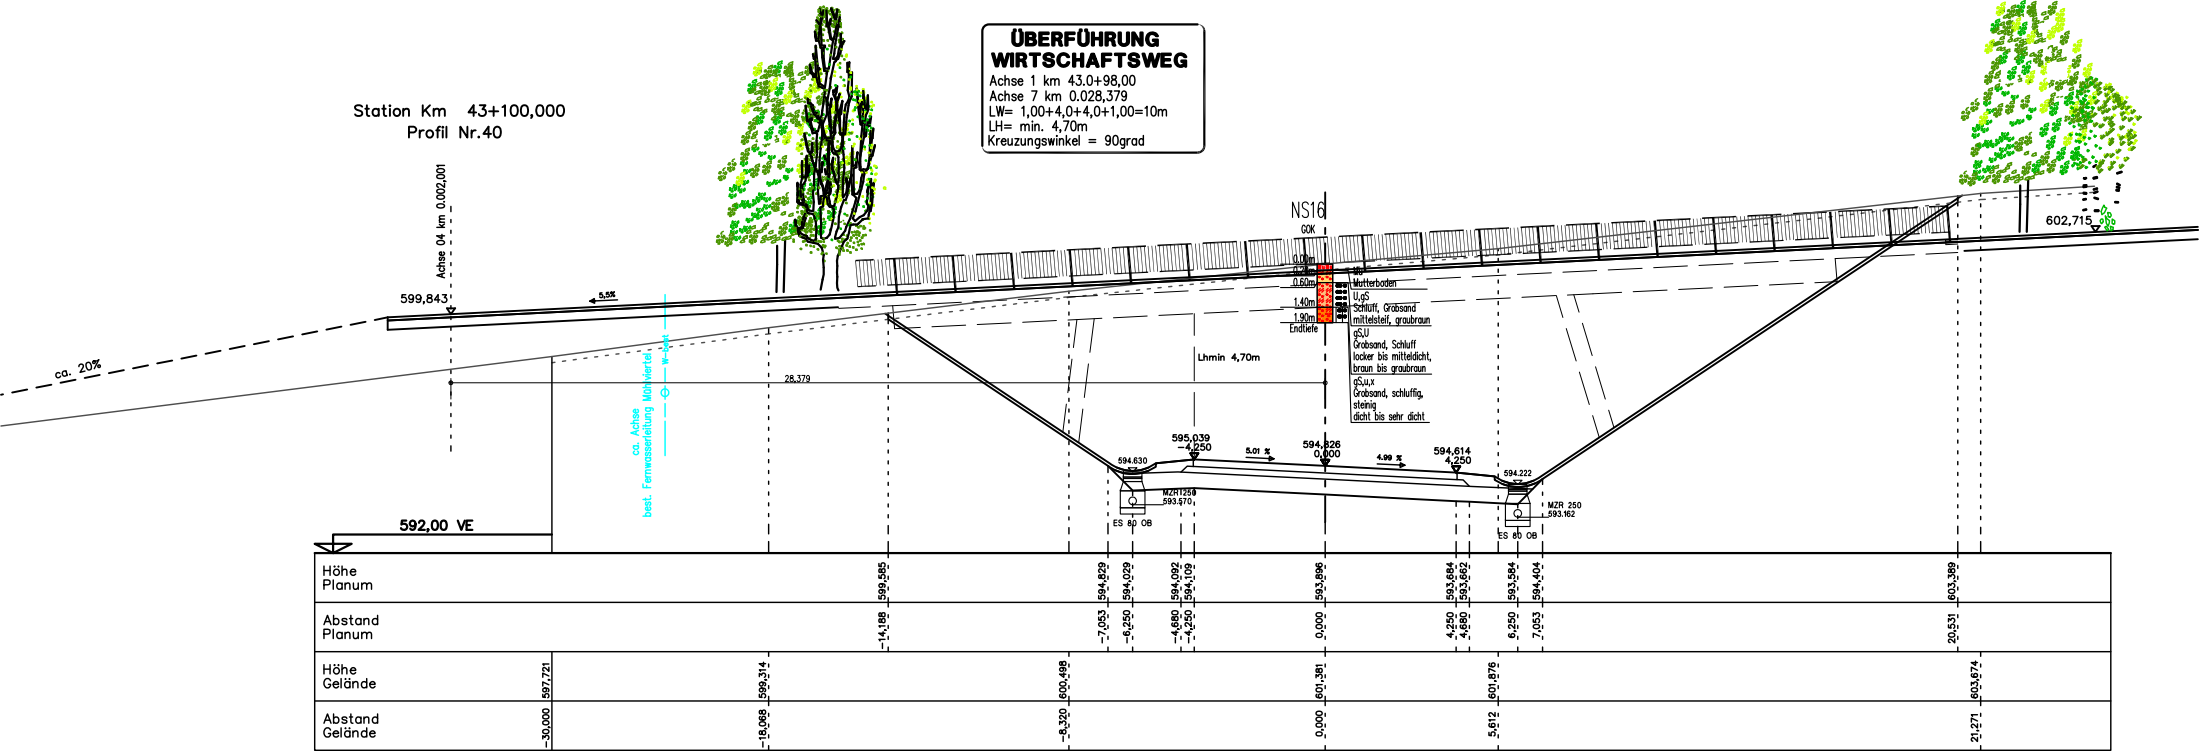 ÜBERFÜHRUNG
WIRTSCHAFTSWEG
Achse 1 km 43.0+98,00
Achse 7 km 0.028,379
LW= 1,00+4,0+4,0+1,00=10m
LH= min. 4,70m
Kreuzungswinkel = 90grad
Station Km 43+100,000
Profil Nr.40
Achse 04 km 0.002,001
599,843
5,5%
ca. 20%
NS16
GOK
0.00m
0.60m
1.40m
1.90m
Endtiefe
Mu
Mutterboden
U,gS
Schluff, Grobsand
mittelsteif, graubraun
gS,U
Grobsand, Schluff
locker bis mitteldicht,
braun bis graubraun
gS,u,x
Grobsand, schluffig,
steinig
dicht bis sehr dicht
602,715
Lhmin 4,70m
28,379
ca. Achse
best. Fernwasserleitung Mühlviertel
594.630
595,039
-4,250
5.01 %
594,826
0,000
4.99 %
594,614
4,250
594.222
MZR 250
593.570
ES 80 OB
MZR 250
593.162
ES 80 OB
592,00 VE
Höhe
Planum
599,585 594,829 594,029 594,092 594,109 593,896 593,684 593,662 593,584 594,404 603,389
Abstand
Planum
-14,188 -7,053 -6,250 -4,680 -4,250 0,000 4,250 4,680 6,250 7,053 20,531
Höhe
Gelände
597,721 599,314 600,498 601,381 601,876 603,674
Abstand
Gelände
-30,000 -18,068 -8,320 0,000 5,612 21,271